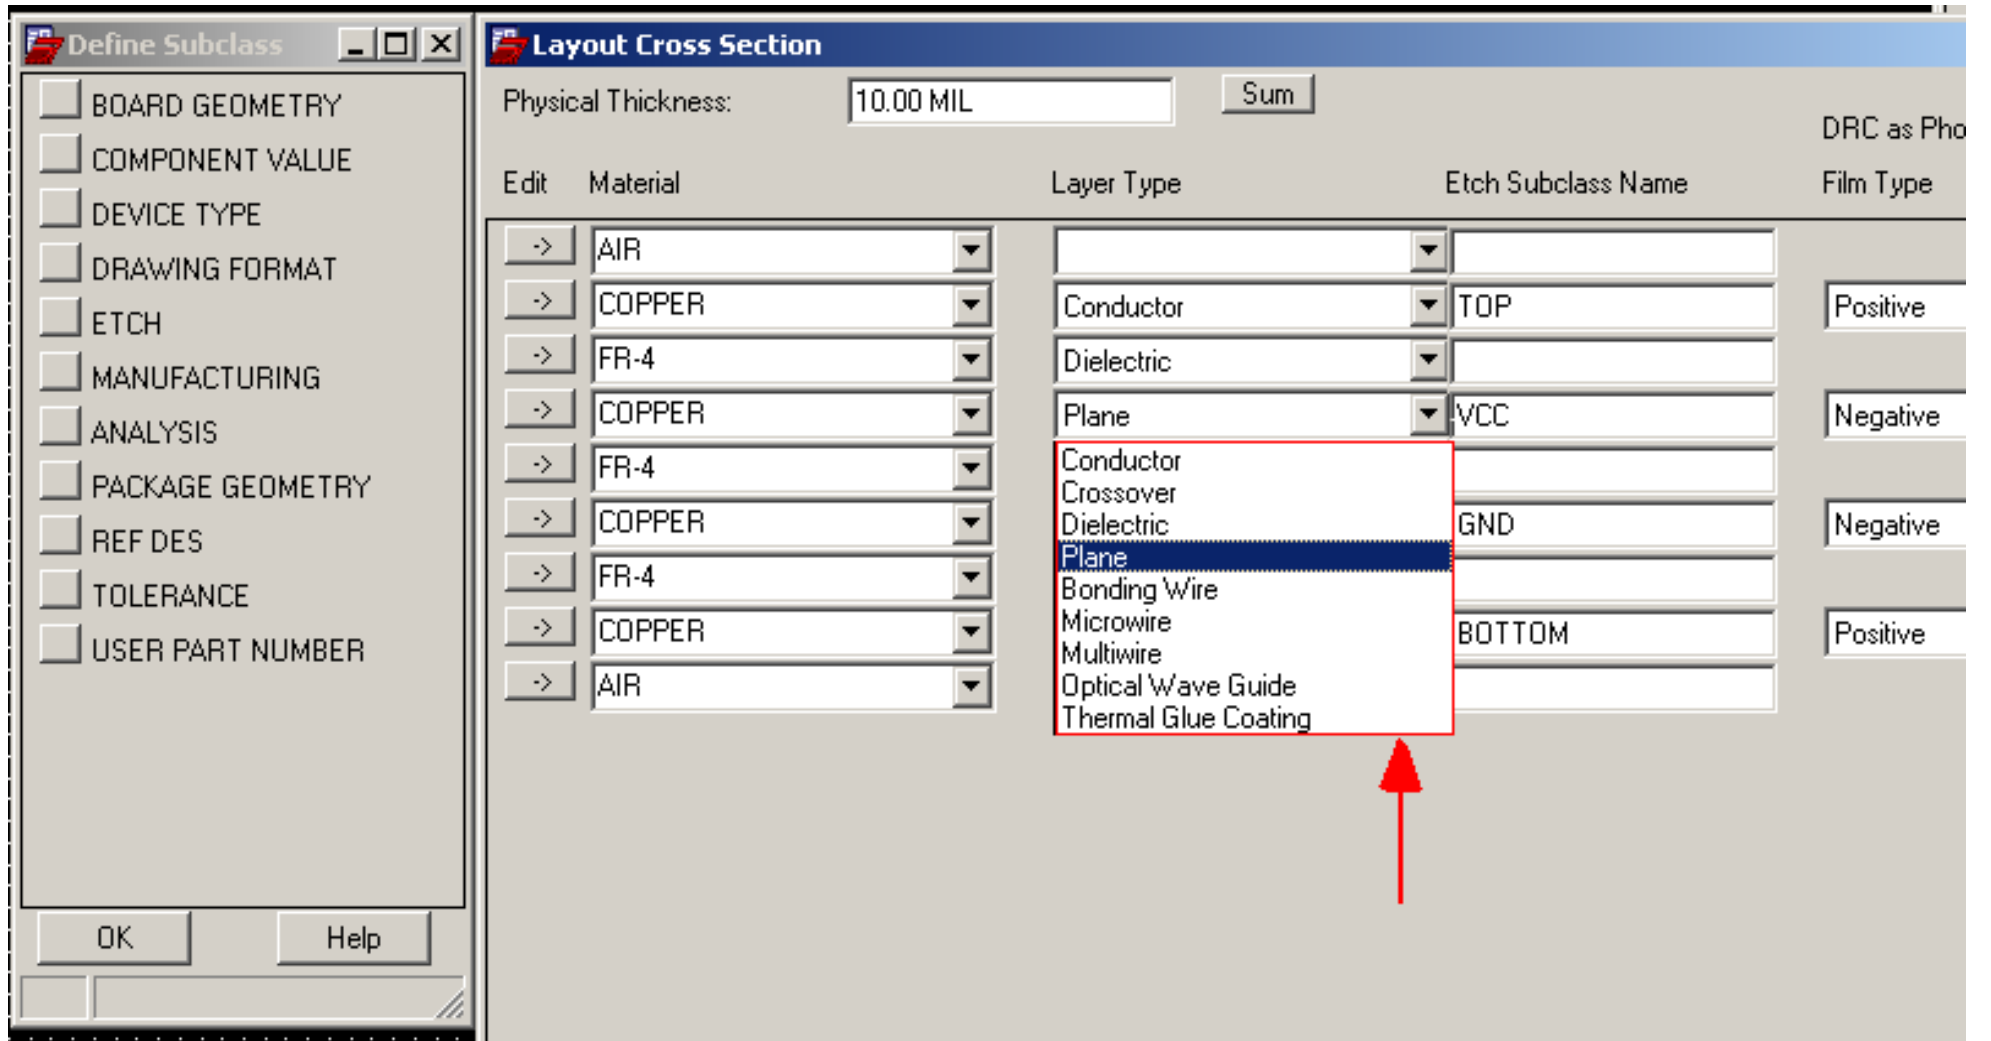 Define Subclass
BOARD GEOMETRY
COMPONENT VALUE
DEVICE TYPE
DRAWING FORMAT
ETCH
MANUFACTURING
ANALYSIS
PACKAGE GEOMETRY
REF DES
TOLERANCE
USER PART NUMBER
OK Help
Layout Cross Section
Physical Thickness: 10.00 MIL Sum
DRC as Pho
Edit Material Layer Type Etch Subclass Name Film Type
-> AIR
-> COPPER Conductor TOP Positive
-> FR-4 Dielectric
-> COPPER Plane VCC Negative
-> FR-4
-> COPPER GND Negative
-> FR-4
-> COPPER BOTTOM Positive
-> AIR
Conductor
Crossover
Dielectric
Plane
Bonding Wire
Microwire
Multiwire
Optical Wave Guide
Thermal Glue Coating